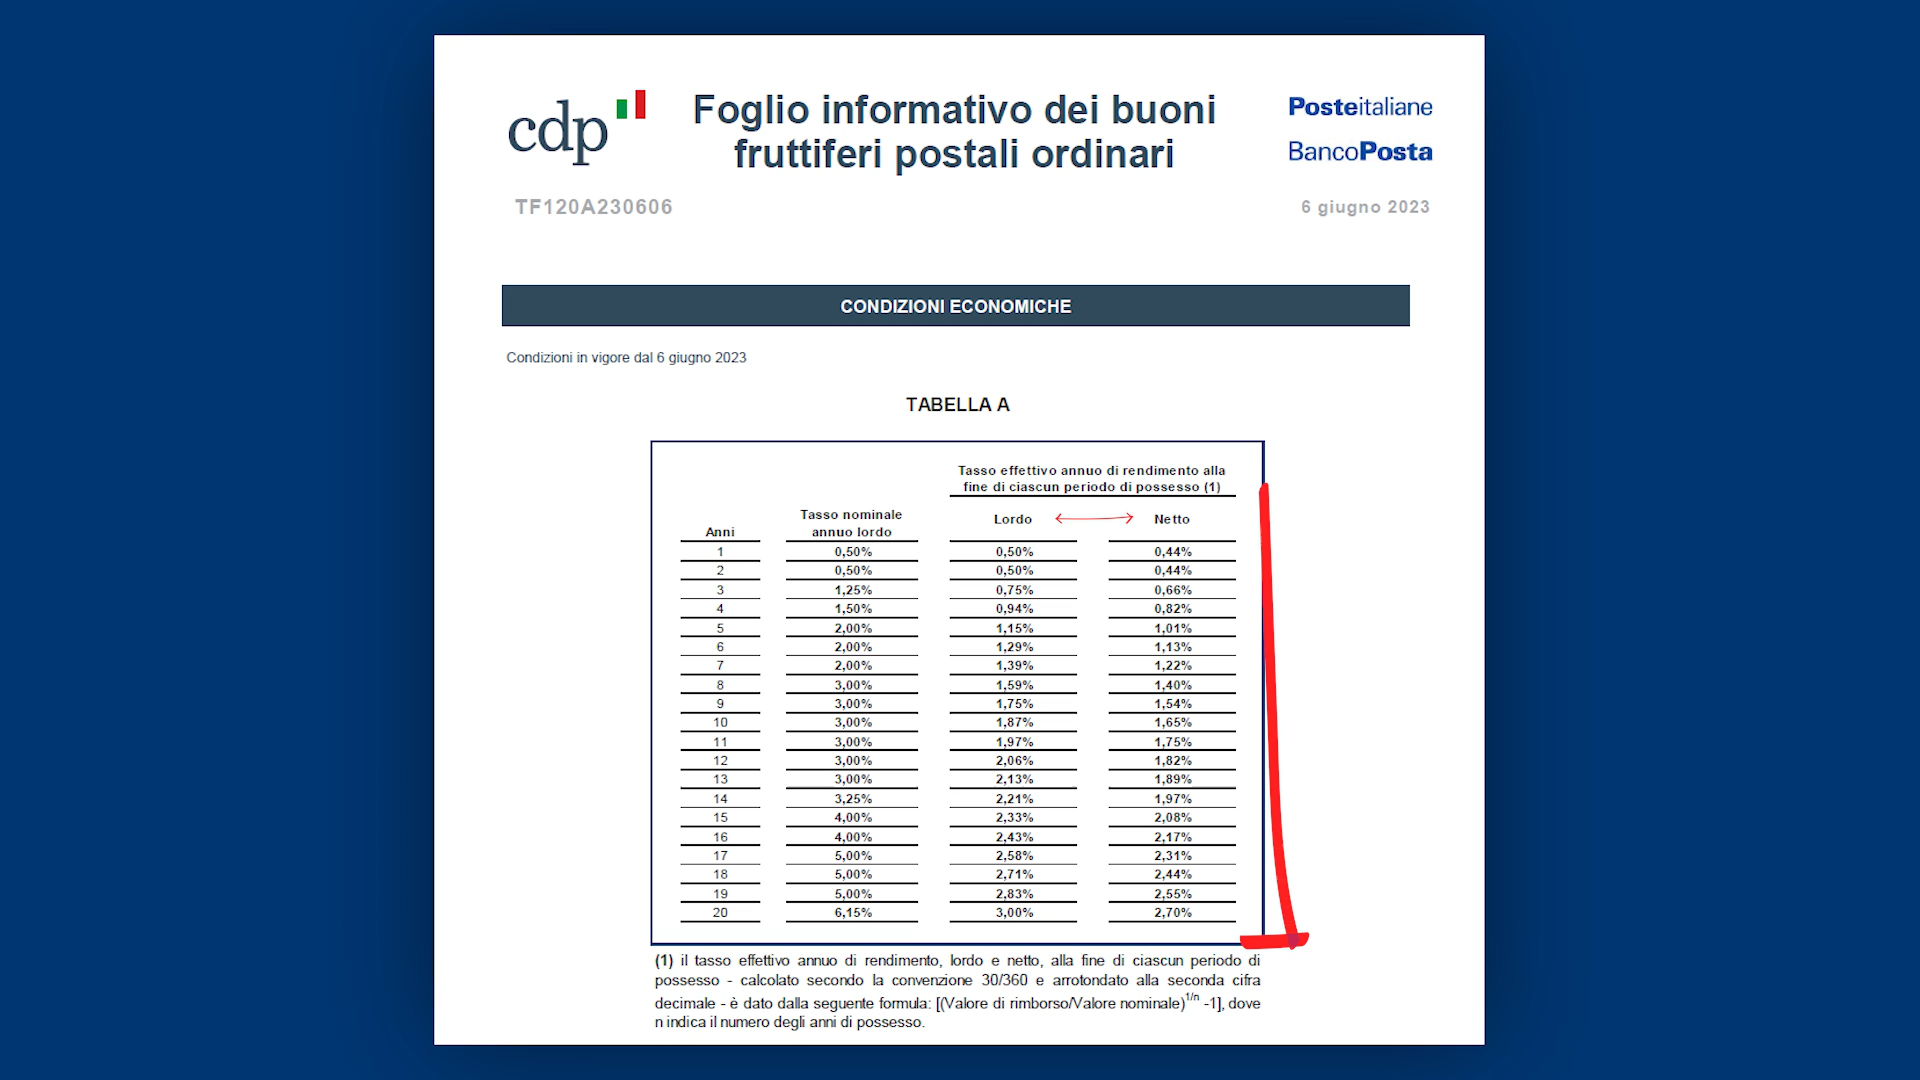 cdp
Foglio informativo dei buoni
fruttiferi postali ordinari
Posteitaliane
BancoPosta
TF120A230606
6 giugno 2023
CONDIZIONI ECONOMICHE
Condizioni in vigore dal 6 giugno 2023
TABELLA A
Tasso effettivo annuo di rendimento alla
fine di ciascun periodo di possesso (1)
Tasso nominale
Anni annuo lordo Lordo Netto
1 0,50% 0,50% 0,44%
2 0,50% 0,50% 0,44%
3 1,25% 0,75% 0,66%
4 1,50% 0,94% 0,82%
5 2,00% 1,15% 1,01%
6 2,00% 1,29% 1,13%
7 2,00% 1,39% 1,22%
8 3,00% 1,59% 1,40%
9 3,00% 1,75% 1,54%
10 3,00% 1,87% 1,65%
11 3,00% 1,97% 1,75%
12 3,00% 2,06% 1,82%
13 3,00% 2,13% 1,89%
14 3,25% 2,21% 1,97%
15 4,00% 2,33% 2,08%
16 4,00% 2,43% 2,17%
17 5,00% 2,58% 2,31%
18 5,00% 2,71% 2,44%
19 5,00% 2,83% 2,55%
20 6,15% 3,00% 2,70%
(1) il tasso effettivo annuo di rendimento, lordo e netto, alla fine di ciascun periodo di
possesso - calcolato secondo la convenzione 30/360 e arrotondato alla seconda cifra
decimale - è dato dalla seguente formula: [(Valore di rimborso/Valore nominale)1/n -1], dove
n indica il numero degli anni di possesso.